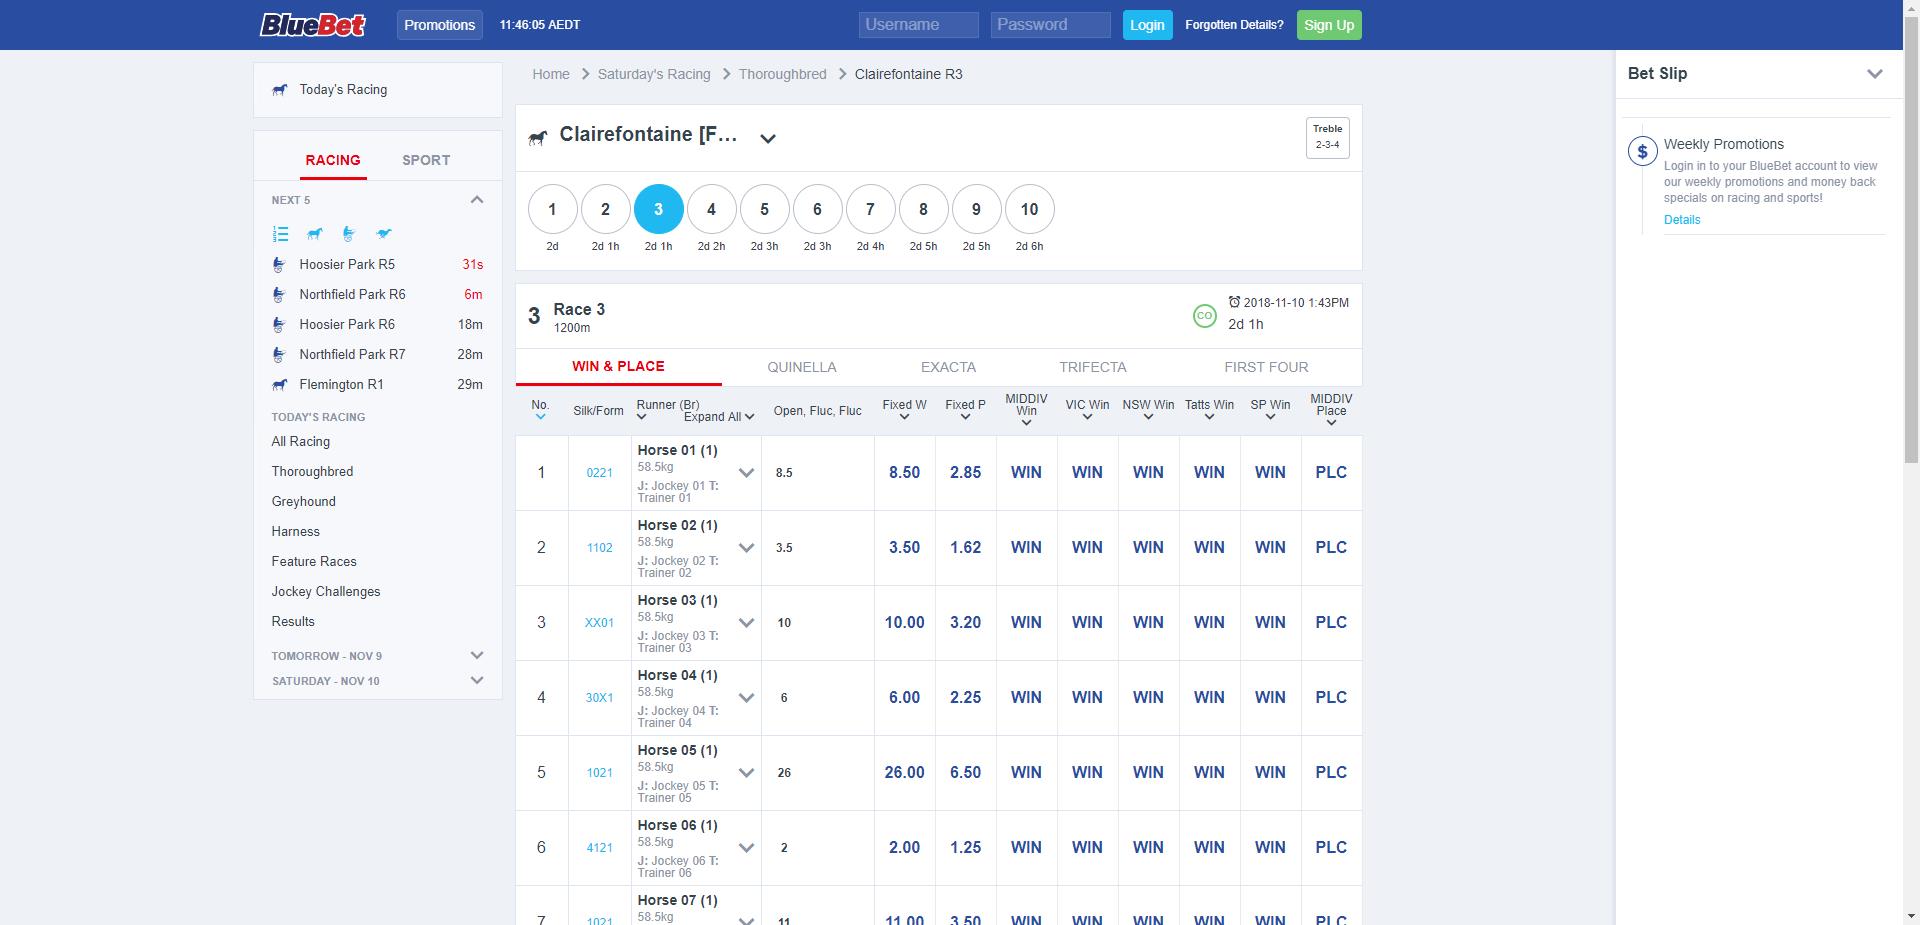 BlueBet
Promotions
11:46:05 AEDT
Username
Password
Login
Forgotten Details?
Sign Up
Today's Racing
RACING SPORT
NEXT 5
Hoosier Park R5 31s
Northfield Park R6 6m
Hoosier Park R6 18m
Northfield Park R7 28m
Flemington R1 29m
TODAY'S RACING
All Racing
Thoroughbred
Greyhound
Harness
Feature Races
Jockey Challenges
Results
TOMORROW - NOV 9
SATURDAY - NOV 10
Home Saturday's Racing Thoroughbred Clairefontaine R3
Clairefontaine [F...
Treble
2-3-4
1 2 3 4 5 6 7 8 9 10
2d 2d 1h 2d 1h 2d 2h 2d 3h 2d 3h 2d 4h 2d 5h 2d 5h 2d 6h
3 Race 3
1200m
CO
2018-11-10 1:43PM
2d 1h
WIN & PLACE QUINELLA EXACTA TRIFECTA FIRST FOUR
No. Silk/Form Runner (Br) Expand All Open, Fluc, Fluc Fixed W Fixed P MIDDIV Win VIC Win NSW Win Tatts Win SP Win MIDDIV Place
1 0221 Horse 01 (1) 8.5 8.50 2.85 WIN WIN WIN WIN WIN PLC
58.5kg
J: Jockey 01 T:
Trainer 01
2 1102 Horse 02 (1) 3.5 3.50 1.62 WIN WIN WIN WIN WIN PLC
58.5kg
J: Jockey 02 T:
Trainer 02
3 XX01 Horse 03 (1) 10 10.00 3.20 WIN WIN WIN WIN WIN PLC
58.5kg
J: Jockey 03 T:
Trainer 03
4 30X1 Horse 04 (1) 6 6.00 2.25 WIN WIN WIN WIN WIN PLC
58.5kg
J: Jockey 04 T:
Trainer 04
5 1021 Horse 05 (1) 26 26.00 6.50 WIN WIN WIN WIN WIN PLC
58.5kg
J: Jockey 05 T:
Trainer 05
6 4121 Horse 06 (1) 2 2.00 1.25 WIN WIN WIN WIN WIN PLC
58.5kg
J: Jockey 06 T:
Trainer 06
7 1021 Horse 07 (1) 11 11.00 3.50 WIN WIN WIN WIN WIN PLC
58.5kg
Bet Slip
$
Weekly Promotions
Login in to your BlueBet account to view
our weekly promotions and money back
specials on racing and sports!
Details